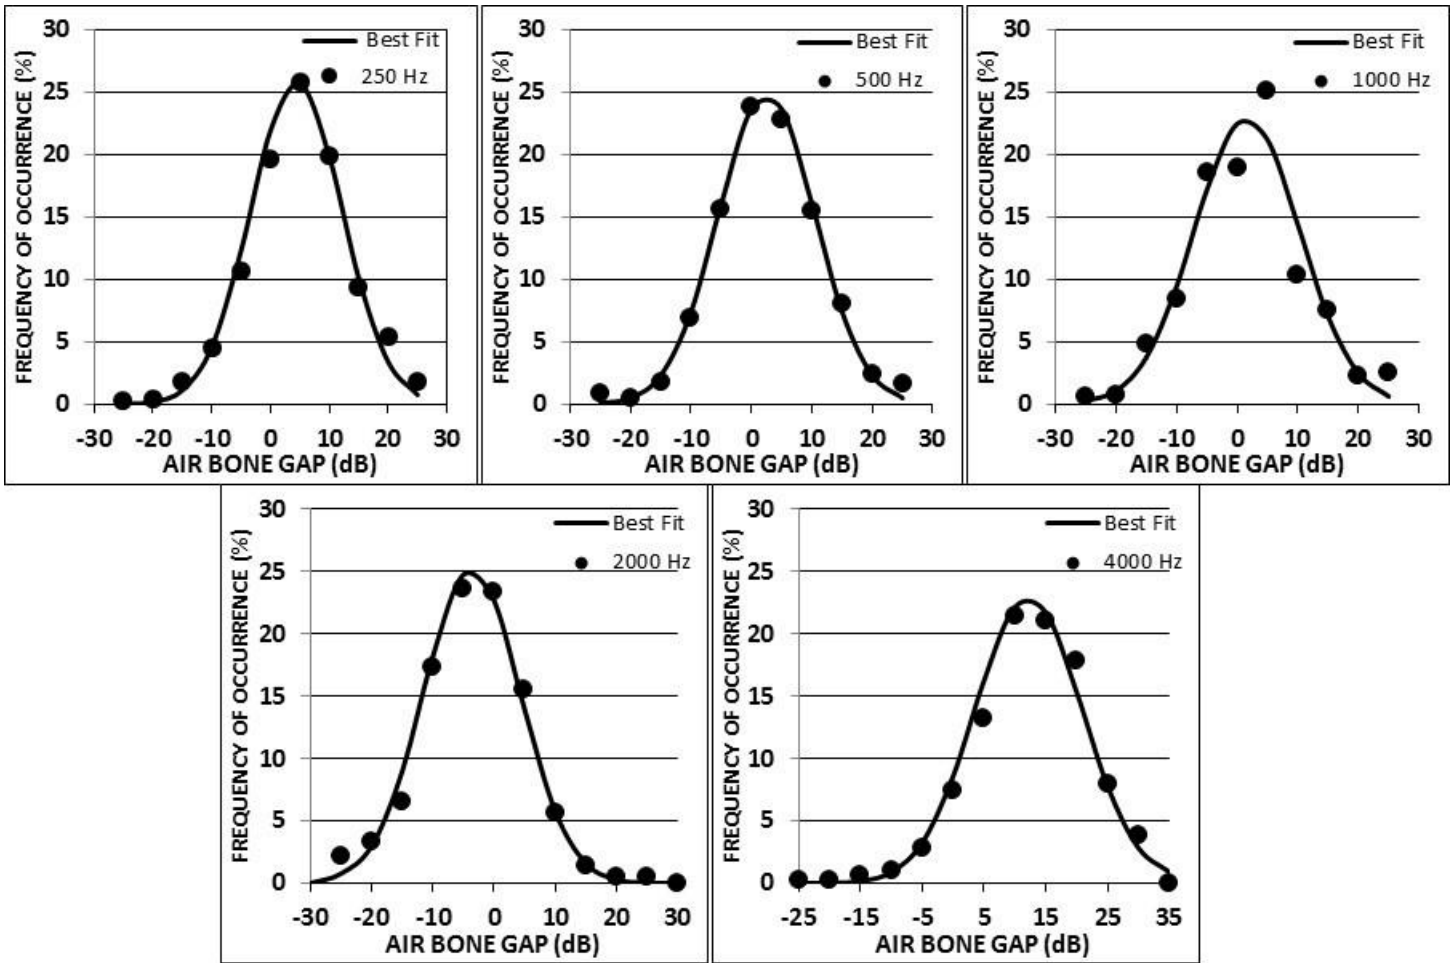 FREQUENCY OF OCCURRENCE (%)
30
25
20
15
10
5
0
Best Fit
250 Hz
-30 -20 -10 0 10 20 30
AIR BONE GAP (dB)
FREQUENCY OF OCCURRENCE (%)
30
25
20
15
10
5
0
Best Fit
500 Hz
-30 -20 -10 0 10 20 30
AIR BONE GAP (dB)
FREQUENCY OF OCCURRENCE (%)
30
25
20
15
10
5
0
Best Fit
1000 Hz
-30 -20 -10 0 10 20 30
AIR BONE GAP (dB)
FREQUENCY OF OCCURRENCE (%)
30
25
20
15
10
5
0
Best Fit
2000 Hz
-30 -20 -10 0 10 20 30
AIR BONE GAP (dB)
FREQUENCY OF OCCURRENCE (%)
30
25
20
15
10
5
0
Best Fit
4000 Hz
-25 -15 -5 5 15 25 35
AIR BONE GAP (dB)